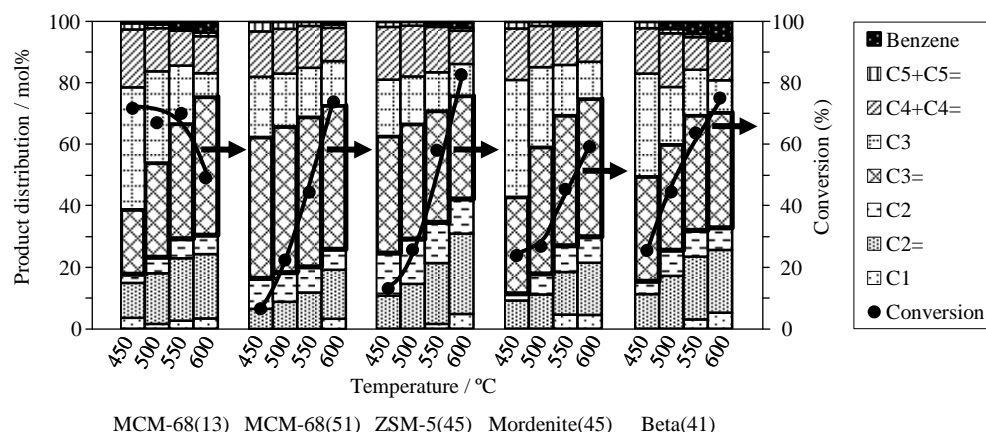 Product distribution / mol%
100
80
60
40
20
0
100
80
60
40
20
0
Conversion (%)
450 500 550 600 450 500 550 600 450 500 550 600 450 500 550 600 450 500 550 600
Temperature / ºC
MCM-68(13) MCM-68(51) ZSM-5(45) Mordenite(45) Beta(41)
Benzene
C5+C5=
C4+C4=
C3
C3=
C2
C2=
C1
Conversion